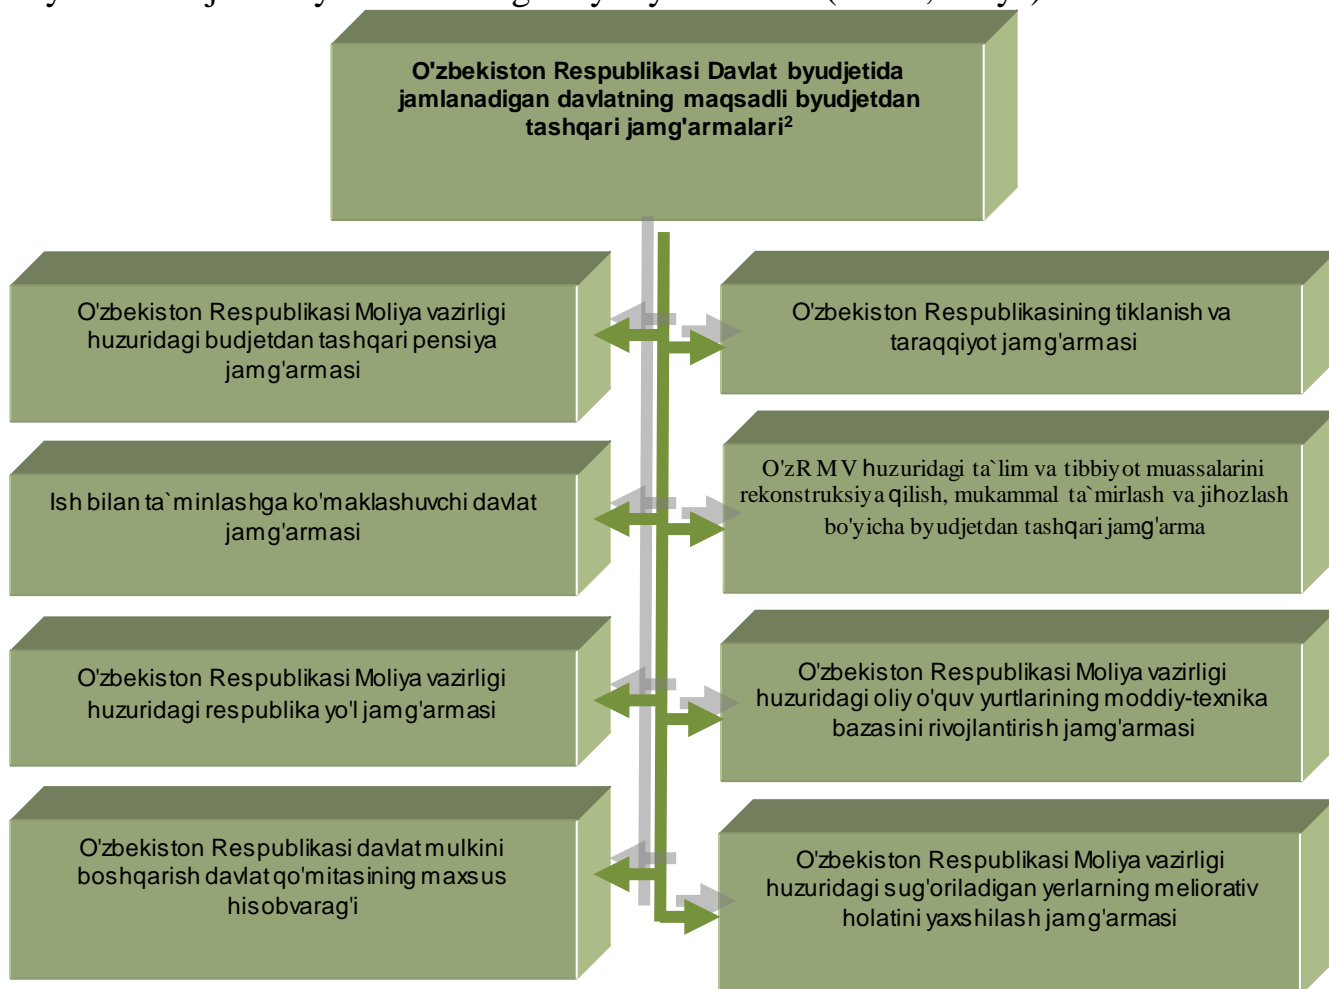 O'zbekiston Respublikasi Davlat byudjetida
jamlanadigan davlatning maqsadli byudjetdan
tashqari jamg'armalari²
O'zbekiston Respublikasi Moliya vazirligi
huzuridagi budjetdan tashqari pensiya
jamg'armasi
O'zbekiston Respublikasining tiklanish va
taraqqiyot jamg'armasi
Ish bilan ta`minlashga ko'maklashuvchi davlat
jamg'armasi
O'zR MV huzuridagi ta`lim va tibbiyot muassalarini
rekonstruksiya qilish, mukammal ta`mirlash va jihozlash
bo'yicha byudjetdan tashqari jamg'arma
O'zbekiston Respublikasi Moliya vazirligi
huzuridagi respublika yo'l jamg'armasi
O'zbekiston Respublikasi Moliya vazirligi
huzuridagi oliy o'quv yurtlarining moddiy-texnika
bazasini rivojlantirish jamg'armasi
O'zbekiston Respublikasi davlat mulkini
boshqarish davlat qo'mitasining maxsus
hisobvarag'i
O'zbekiston Respublikasi Moliya vazirligi
huzuridagi sug'oriladigan yerlarning meliorativ
holatini yaxshilash jamg'armasi